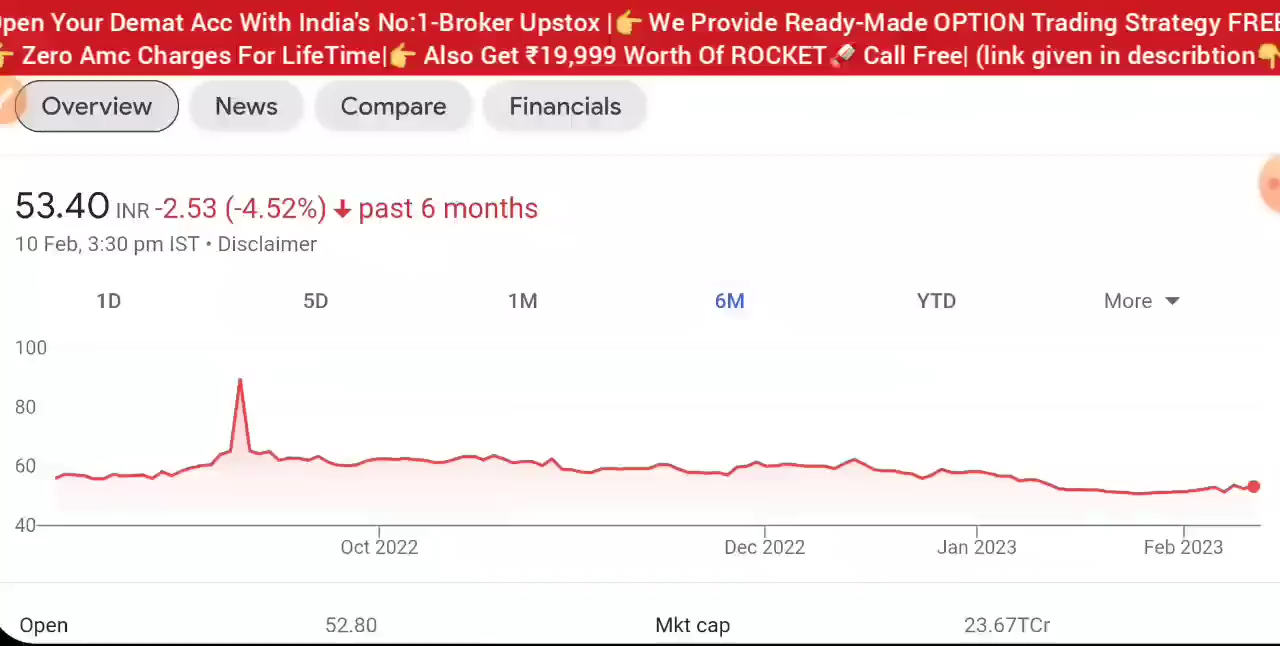 pen Your Demat Acc With India's No:1-Broker Upstox |👉 We Provide Ready-Made OPTION Trading Strategy FREE
👉 Zero Amc Charges For LifeTime|👉 Also Get ₹19,999 Worth Of ROCKET🚀 Call Free| (link given in describtion👇
Overview News Compare Financials
53.40 INR -2.53 (-4.52%) ↓ past 6 months
10 Feb, 3:30 pm IST • Disclaimer
1D 5D 1M 6M YTD More
100
80
60
40
Oct 2022 Dec 2022 Jan 2023 Feb 2023
Open 52.80 Mkt cap 23.67TCr